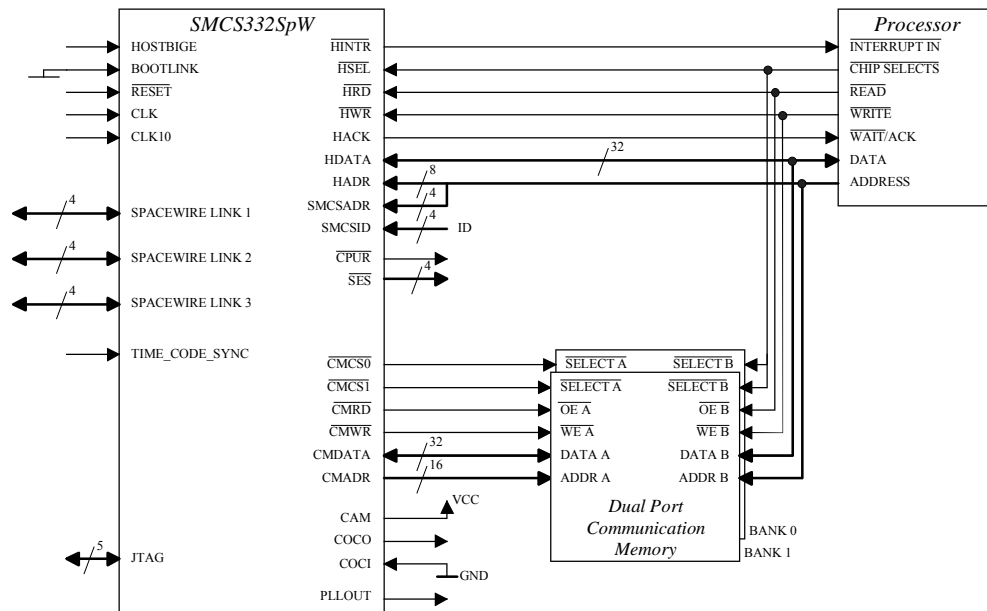 SMCS332SpW
Processor
HOSTBIGE
BOOTLINK
RESET
CLK
CLK10
SPACEWIRE LINK 1
SPACEWIRE LINK 2
SPACEWIRE LINK 3
TIME_CODE_SYNC
JTAG
4
4
4
5
HINTR
HSEL
HRD
HWR
HACK
HDATA
HADR
SMCSADR
SMCSID
CPUR
SES
32
8
4
4
ID
4
INTERRUPT IN
CHIP SELECTS
READ
WRITE
WAIT/ACK
DATA
ADDRESS
CMCS0
CMCS1
CMRD
CMWR
CMDATA
CMADR
32
16
CAM
COCO
COCI
PLLOUT
VCC
GND
SELECT A
SELECT B
SELECT A
SELECT B
OE A
OE B
WE A
WE B
DATA A
DATA B
ADDR A
ADDR B
Dual Port
Communication
Memory
BANK 0
BANK 1